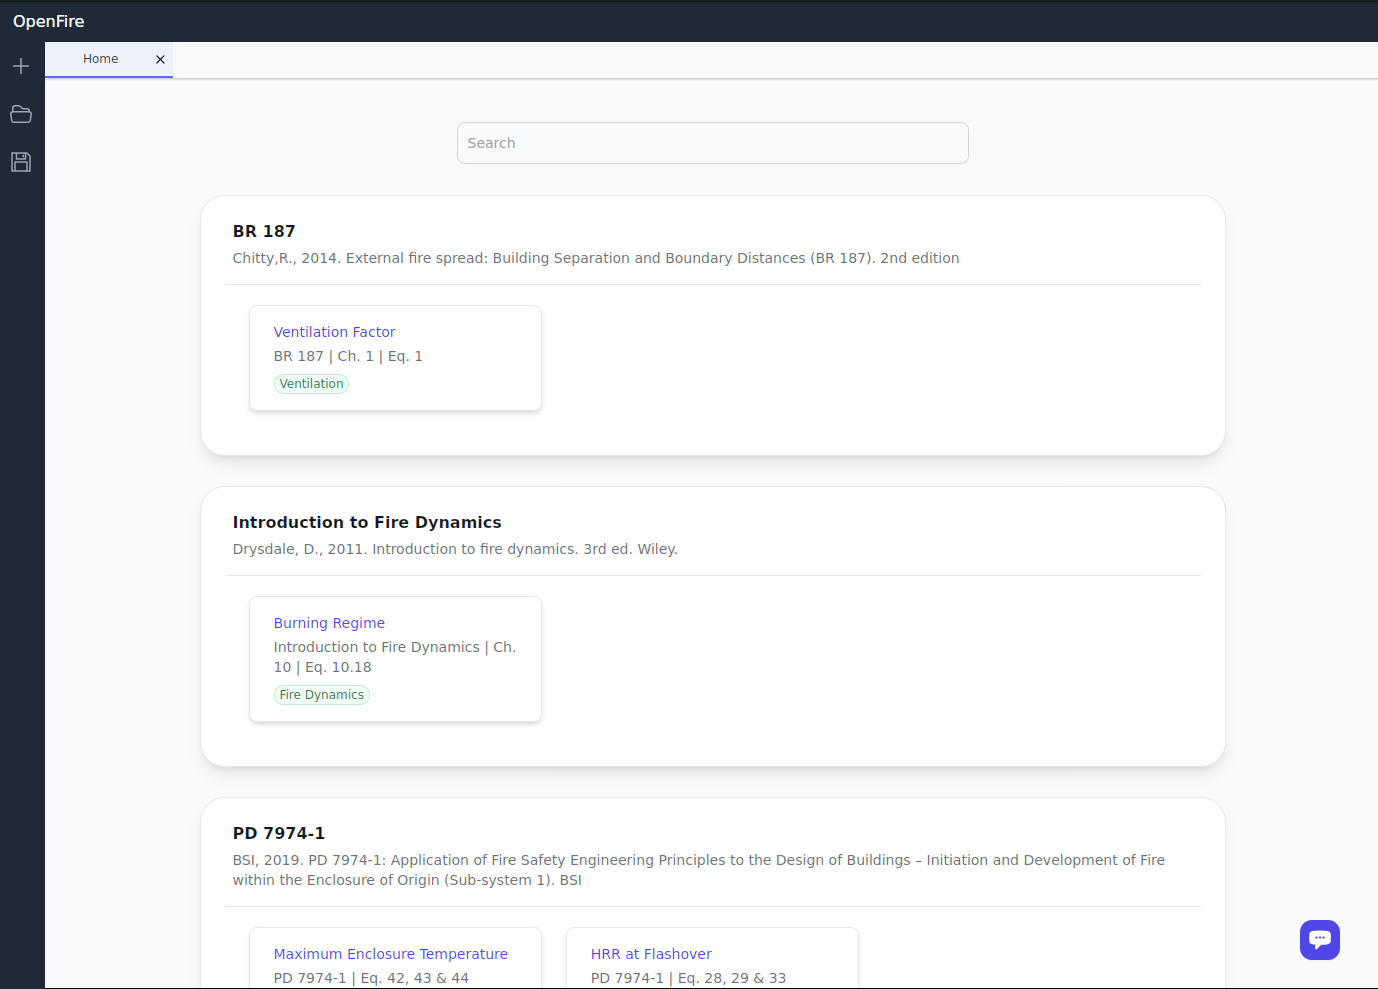 OpenFire
Home
Search
BR 187
Chitty,R., 2014. External fire spread: Building Separation and Boundary Distances (BR 187). 2nd edition
Ventilation Factor
BR 187 | Ch. 1 | Eq. 1
Ventilation
Introduction to Fire Dynamics
Drysdale, D., 2011. Introduction to fire dynamics. 3rd ed. Wiley.
Burning Regime
Introduction to Fire Dynamics | Ch.
10 | Eq. 10.18
Fire Dynamics
PD 7974-1
BSI, 2019. PD 7974-1: Application of Fire Safety Engineering Principles to the Design of Buildings – Initiation and Development of Fire
within the Enclosure of Origin (Sub-system 1). BSI
Maximum Enclosure Temperature
PD 7974-1 | Eq. 42, 43 & 44
HRR at Flashover
PD 7974-1 | Eq. 28, 29 & 33